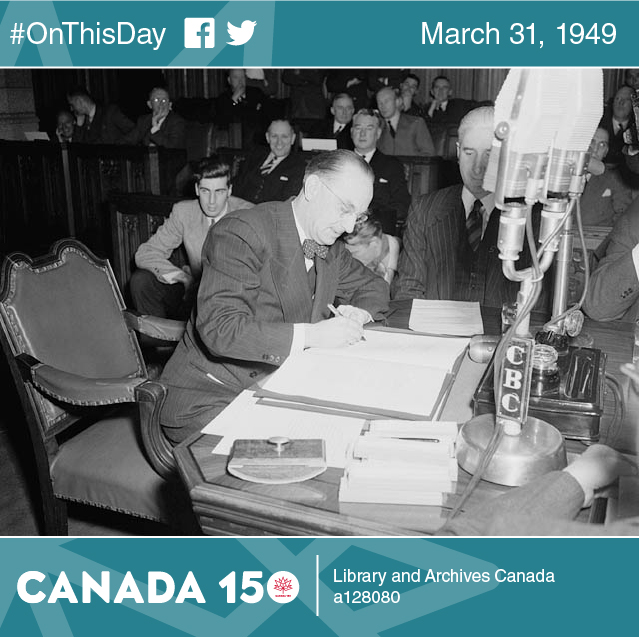 #OnThisDay
March 31, 1949
CBC
CANADA 150
Library and Archives Canada
a128080